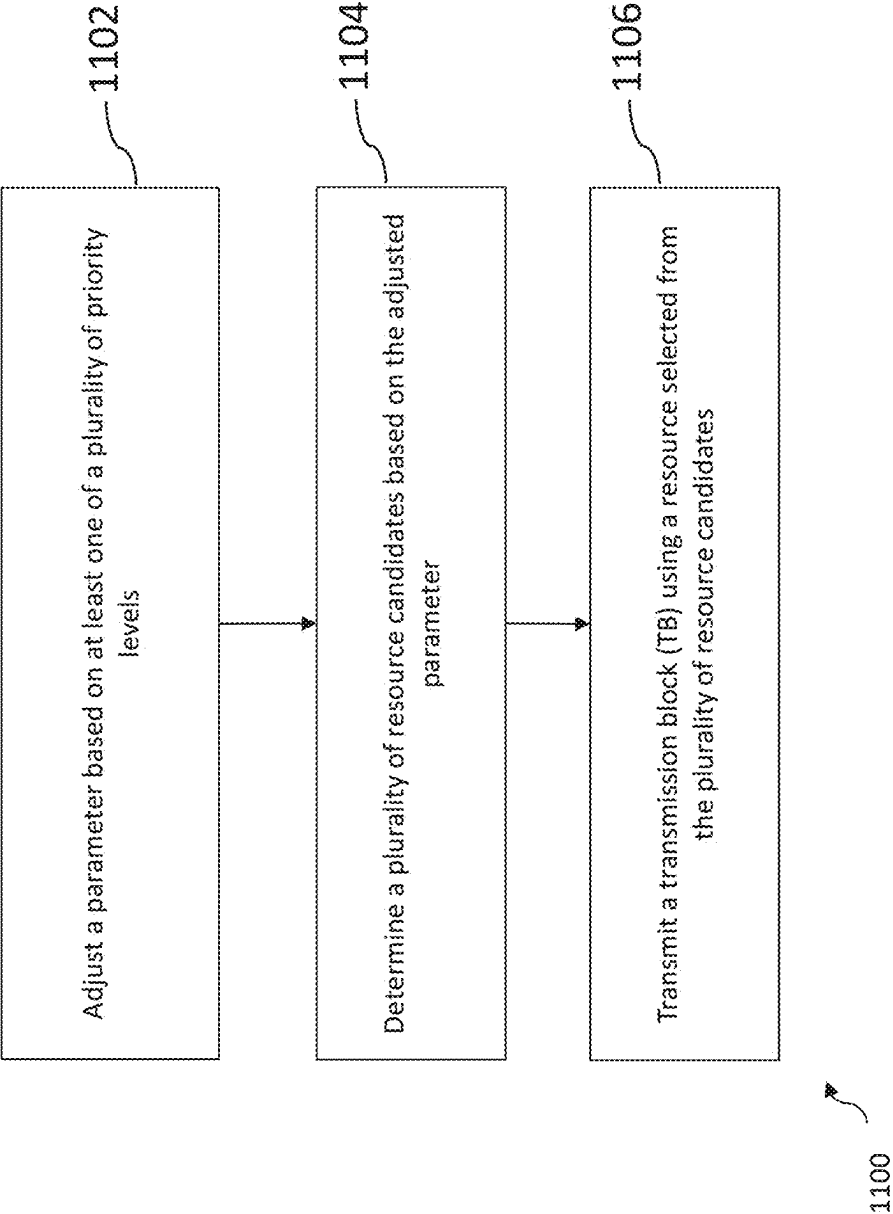 1102
Adjust a parameter based on at least one of a plurality of priority
levels
1104
Determine a plurality of resource candidates based on the adjusted
parameter
1106
Transmit a transmission block (TB) using a resource selected from
the plurality of resource candidates
1100